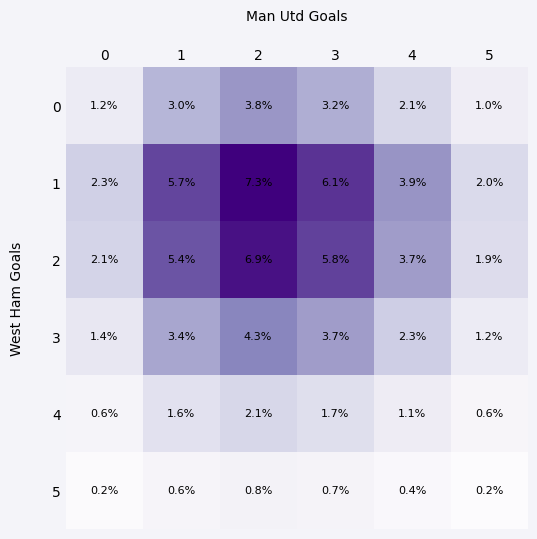 Man Utd Goals
0 1 2 3 4 5
0 1.2% 3.0% 3.8% 3.2% 2.1% 1.0%
1 2.3% 5.7% 7.3% 6.1% 3.9% 2.0%
2 2.1% 5.4% 6.9% 5.8% 3.7% 1.9%
3 1.4% 3.4% 4.3% 3.7% 2.3% 1.2%
4 0.6% 1.6% 2.1% 1.7% 1.1% 0.6%
5 0.2% 0.6% 0.8% 0.7% 0.4% 0.2%
West Ham Goals